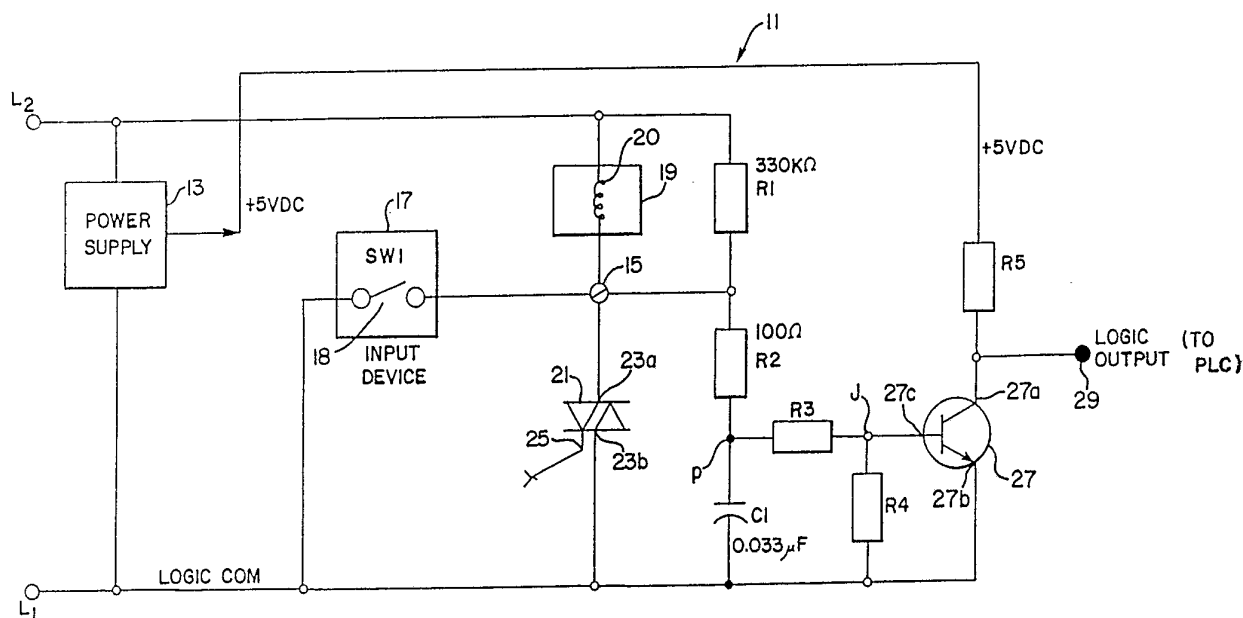 11
L2
20
+5VDC
13
19
330KΩ
R1
17
+5VDC
POWER
SUPPLY
SW1
15
R5
18
INPUT
DEVICE
100Ω
R2
LOGIC
OUTPUT
(TO
PLC}
21
23a
27c
27a
29
J
R3
25
23b
P
R4
27b
27
C1
0.033μF
LOGIC COM
L1